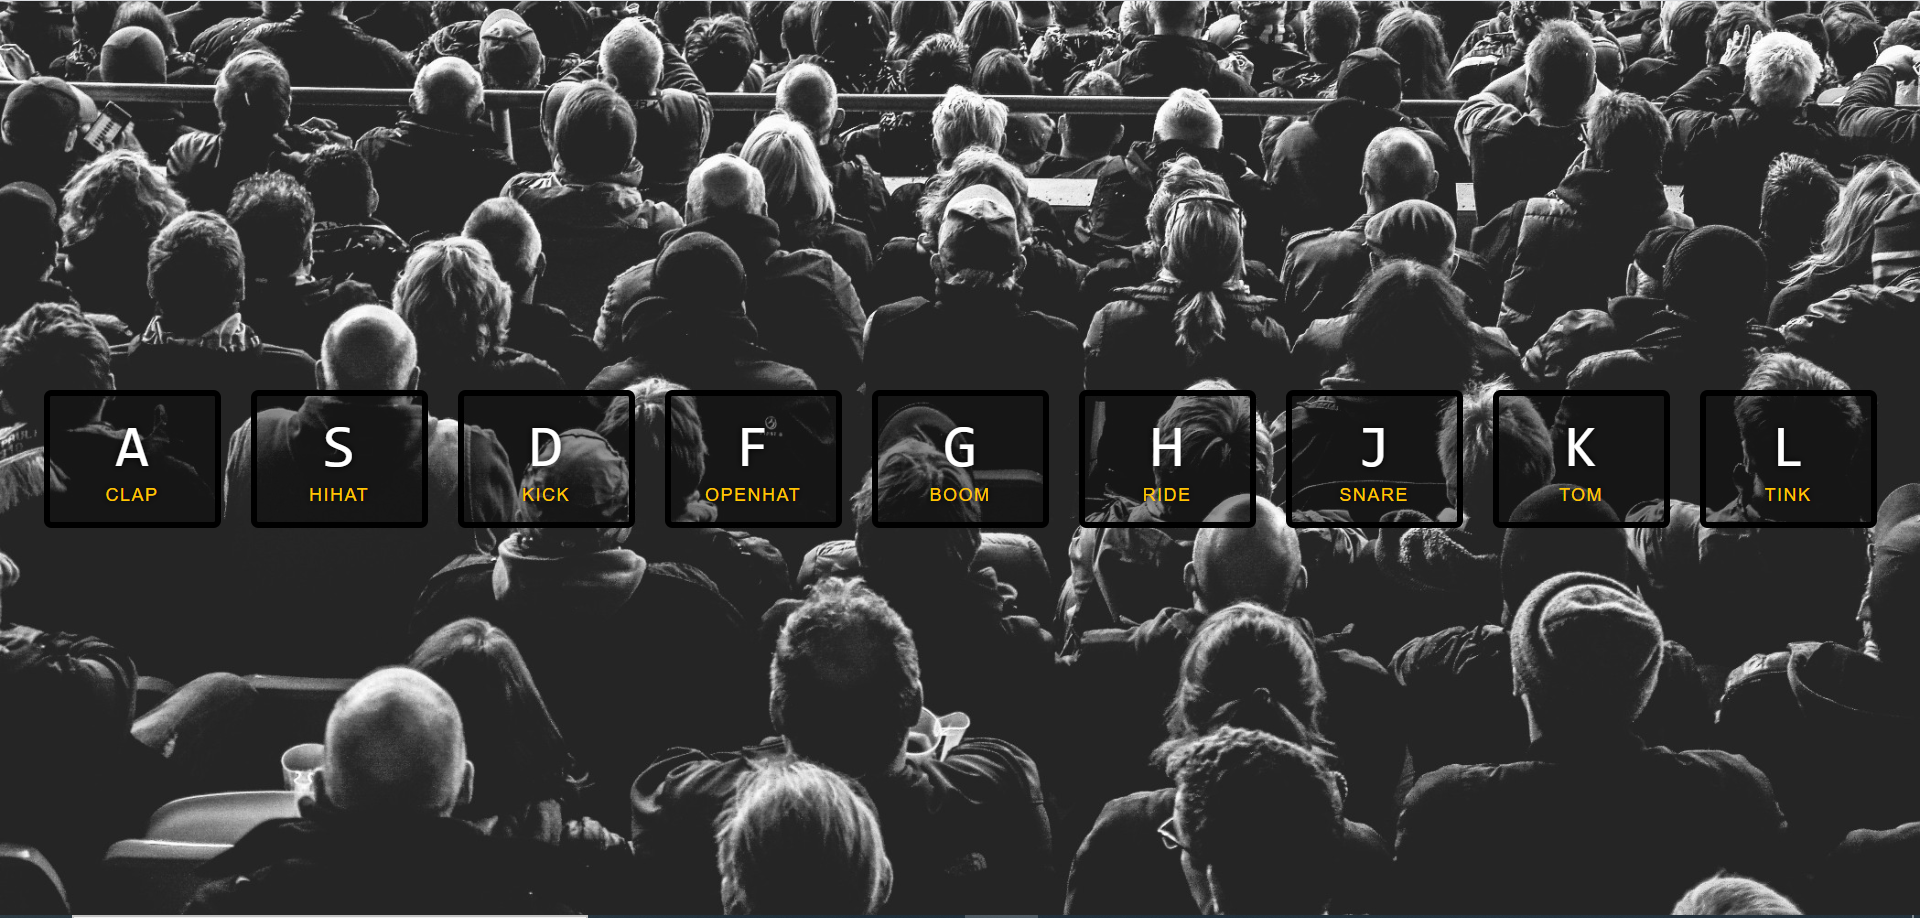 A
CLAP
S
HIHAT
D
KICK
F
OPENHAT
G
BOOM
H
RIDE
J
SNARE
K
TOM
L
TINK